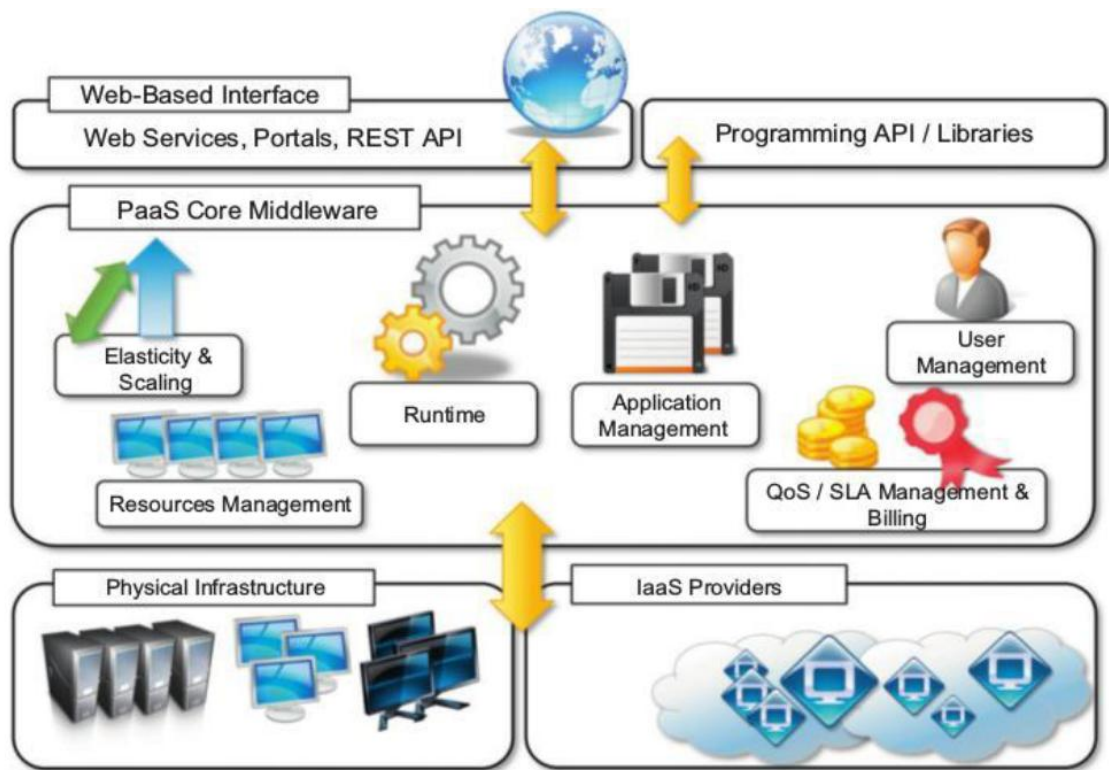 Web-Based Interface
Web Services, Portals, REST API
Programming API / Libraries
PaaS Core Middleware
Elasticity &
Scaling
Runtime
Application
Management
User
Management
Resources Management
QoS / SLA Management &
Billing
Physical Infrastructure
IaaS Providers